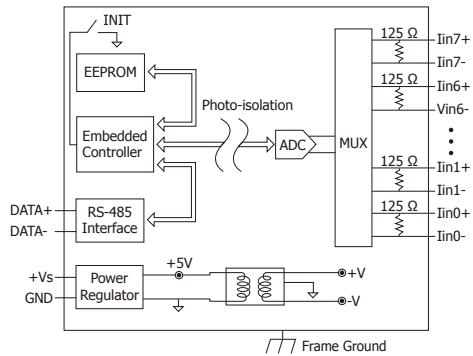 INIT
EEPROM
Photo-isolation
Embedded
Controller
ADC
MUX
125 Ω
Iin7+
Iin7-
125 Ω
Iin6+
Vin6-
125 Ω
Iin1+
Iin1-
125 Ω
Iin0+
Iin0-
DATA+
DATA-
RS-485
Interface
+Vs
GND
Power
Regulator
+5V
+V
-V
Frame Ground